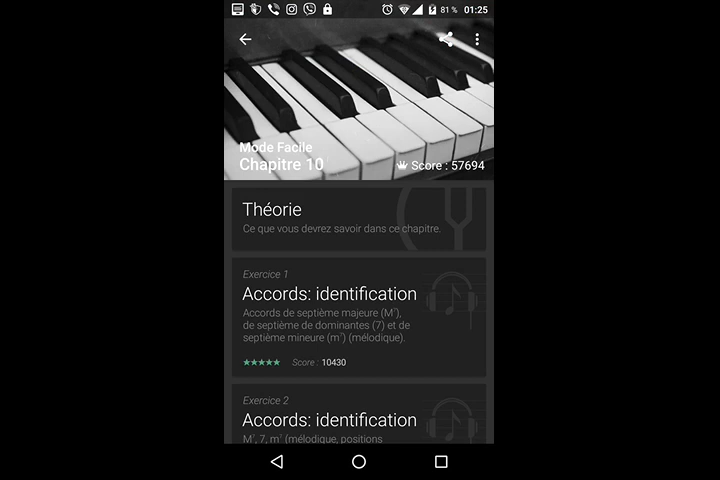 81 % 01:25
Mode Facile
Chapitre 10
Score : 57694
Théorie
Ce que vous devrez savoir dans ce chapitre.
Exercice 1
Accords: identification
Accords de septième majeure (M⁷),
de septième de dominantes (7) et de
septième mineure (m⁷) (mélodique).
Score : 10430
Exercice 2
Accords: identification
M⁷, 7, m⁷ (mélodique, positions